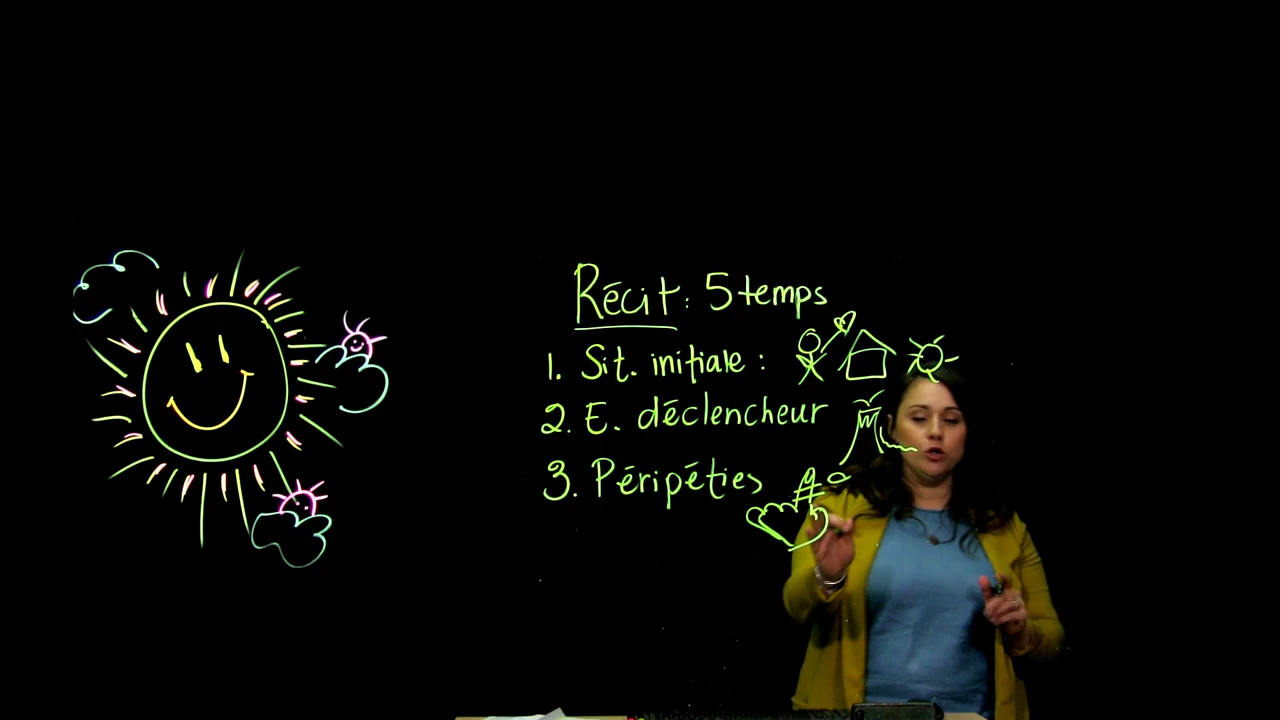 Récit : 5 temps
1. Sit. initiale :
2. E. déclencheur
3. Péripéties